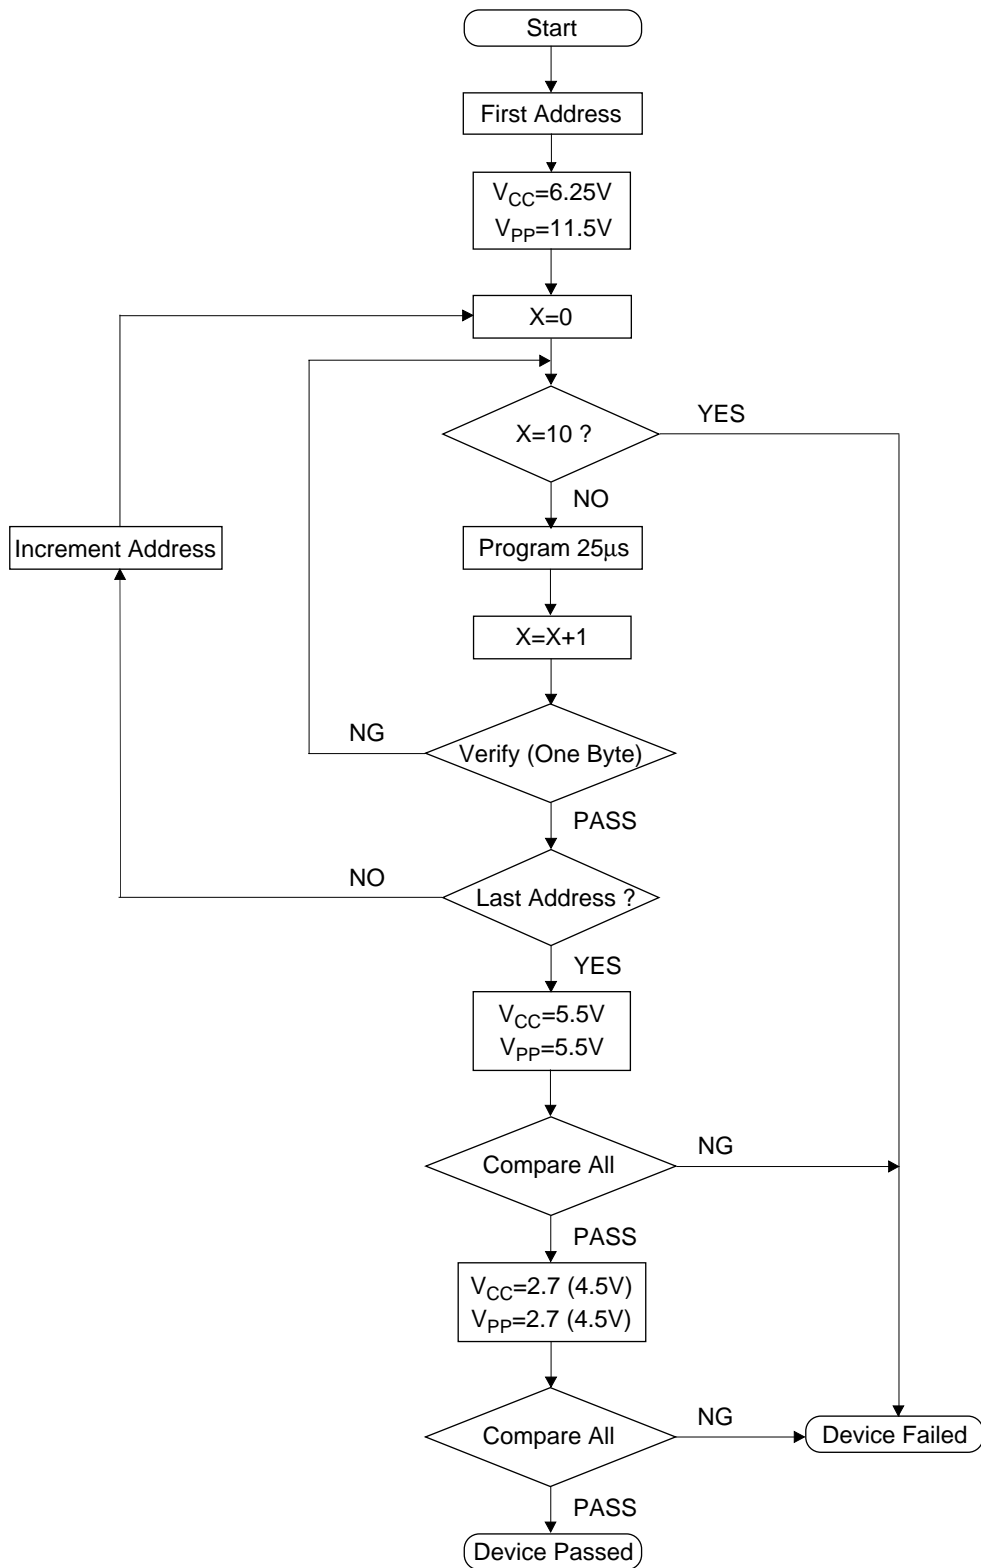 Start
First Address
VCC=6.25V
VPP=11.5V
X=0
X=10 ?
YES
NO
Increment Address
Program 25μs
X=X+1
NG
Verify (One Byte)
PASS
NO
Last Address ?
YES
VCC=5.5V
VPP=5.5V
Compare All
NG
PASS
VCC=2.7 (4.5V)
VPP=2.7 (4.5V)
Compare All
NG
Device Failed
PASS
Device Passed